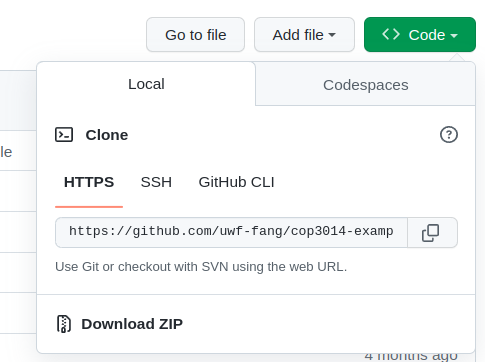 Go to file Add file <> Code
Local Codespaces
Clone
le
HTTPS SSH GitHub CLI
https://github.com/uwf-fang/cop3014-examp
Use Git or checkout with SVN using the web URL.
Download ZIP
4 months ago